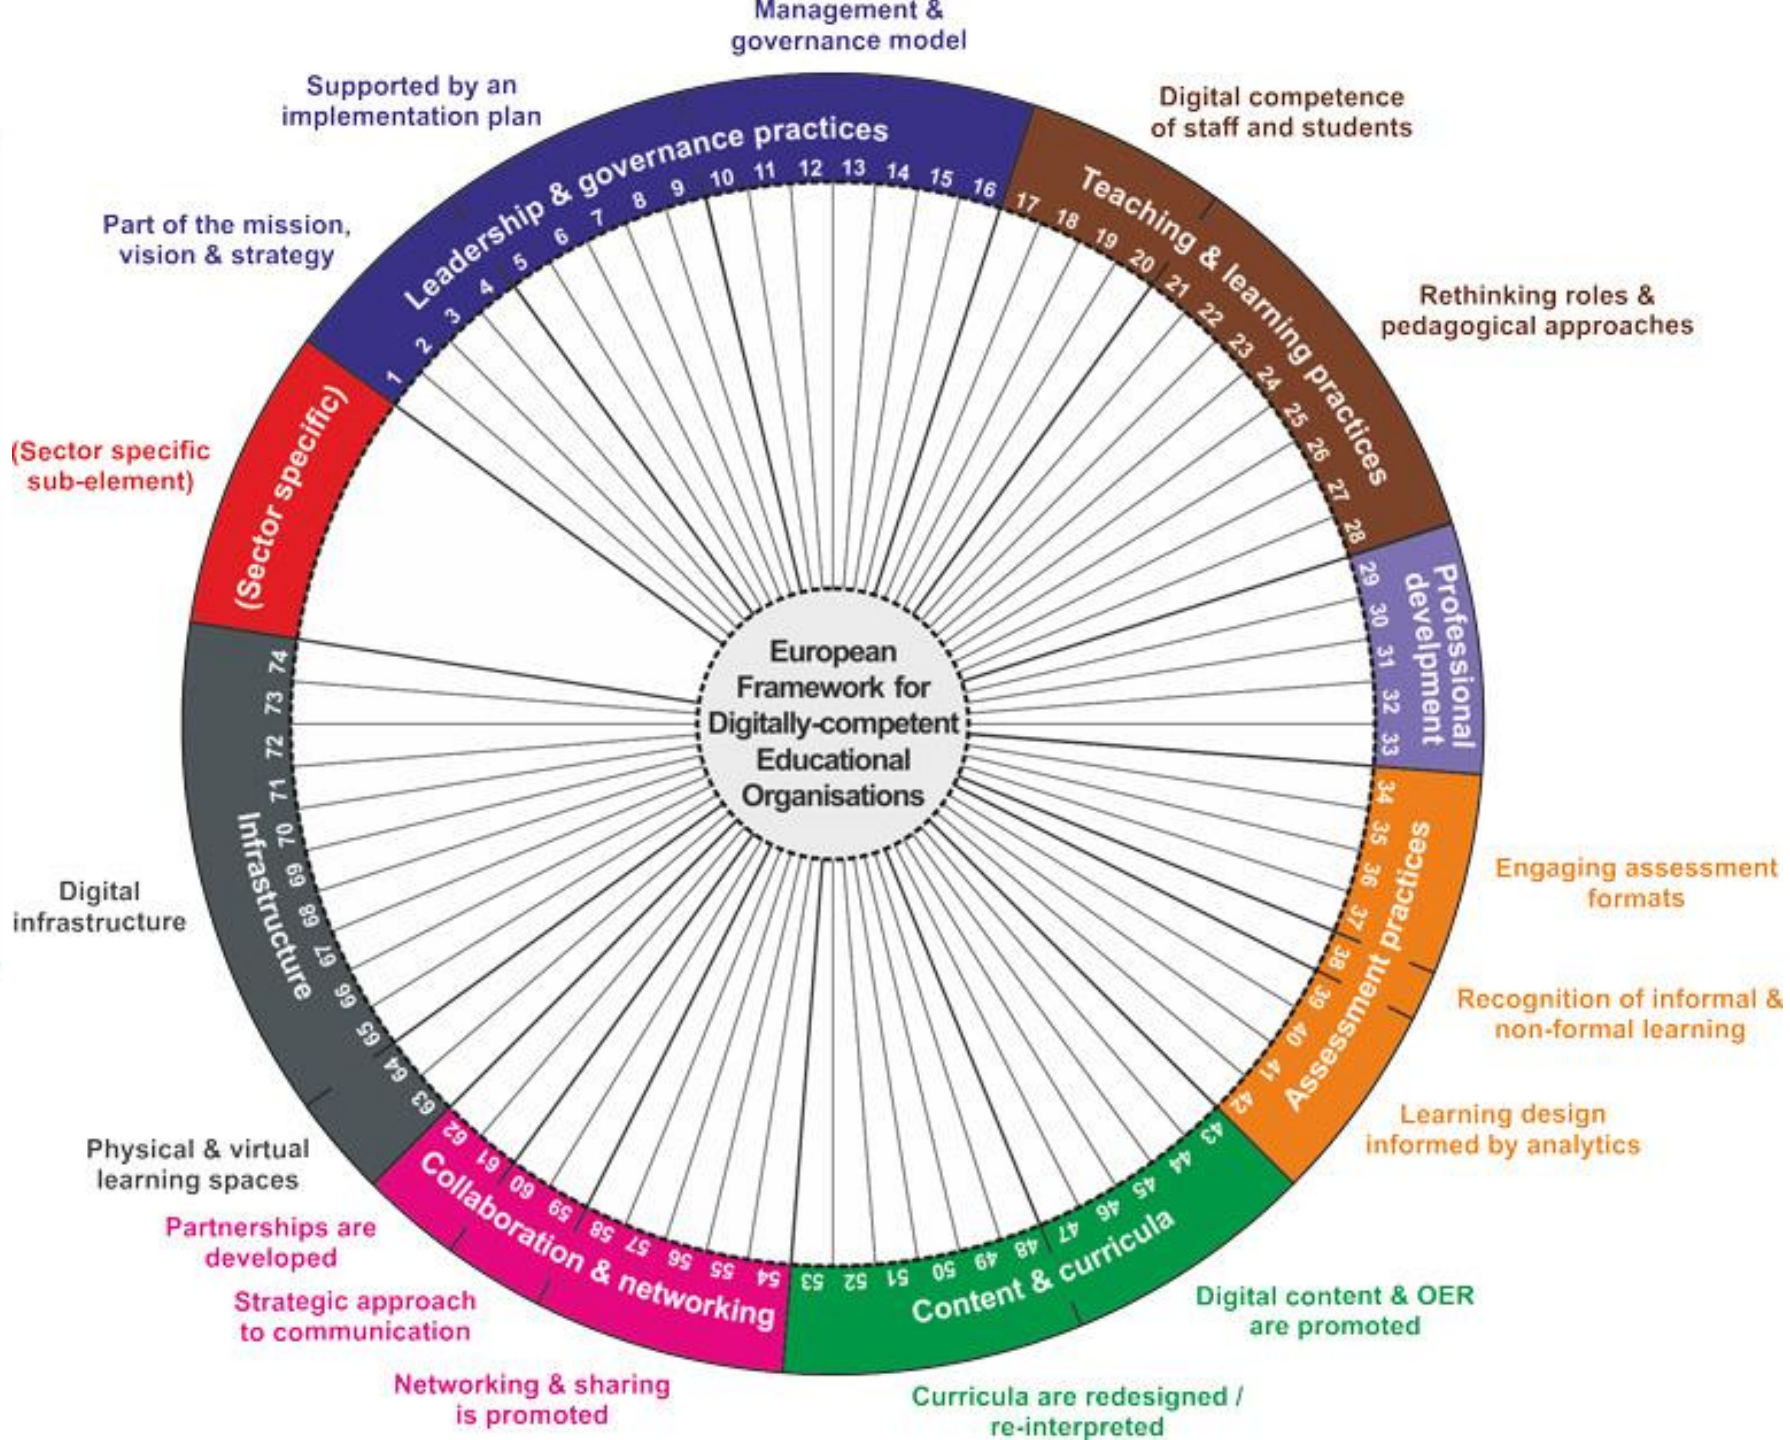 Management &
governance model
Supported by an
implementation plan
Part of the mission,
vision & strategy
(Sector specific
sub-element)
Digital
infrastructure
Physical & virtual
learning spaces
Partnerships are
developed
Strategic approach
to communication
Networking & sharing
is promoted
Curricula are redesigned /
re-interpreted
Digital content & OER
are promoted
Learning design
informed by analytics
Recognition of informal &
non-formal learning
Engaging assessment
formats
Rethinking roles &
pedagogical approaches
Digital competence
of staff and students
Leadership & governance practices
1 2 3 4 5 6 7 8 9 10 11 12 13 14 15 16
Teaching & learning practices
17 18 19 20 21 22 23 24 25 26 27 28
Professional
develpment
29 30 31 32 33
Assessment practices
34 35 36 37 38 39 40 41 42
Content & curricula
43 44 45 46 47 48 49 50 51 52 53
Collaboration & networking
54 55 56 57 58 59 60 61 62
Infrastructure
63 64 65 66 67 68 69 70 71 72 73 74
(Sector specific)
European
Framework for
Digitally-competent
Educational
Organisations